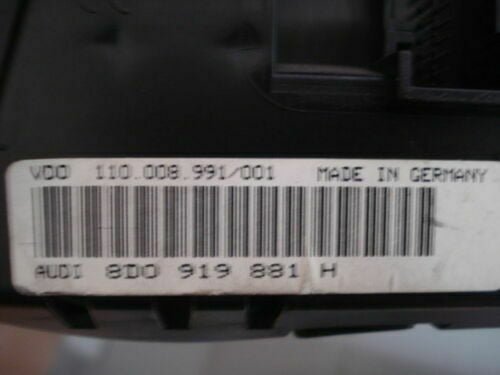 VDO 110.008.991/001 MADE IN GERMANY
AUDI 8D0 919 881 H